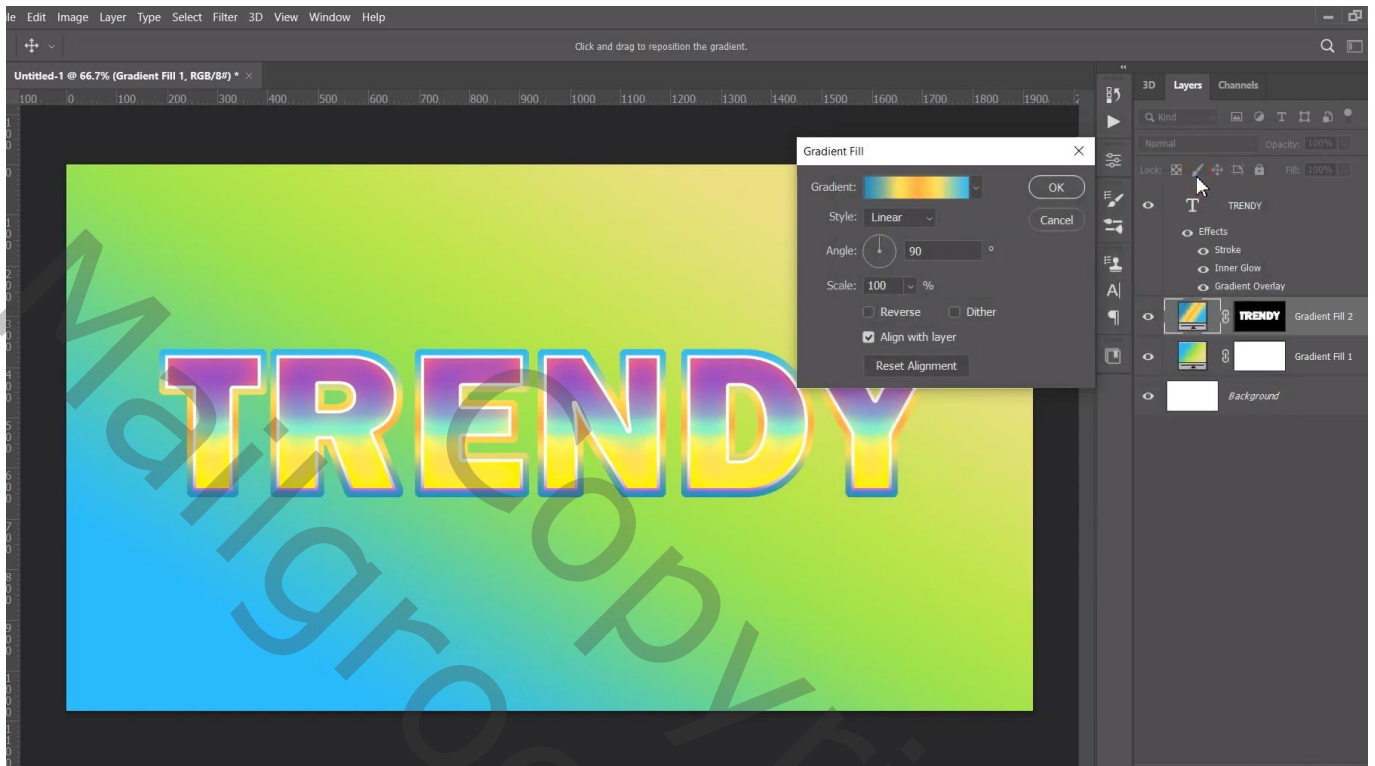 le Edit Image Layer Type Select Filter 3D View Window Help
Click and drag to reposition the gradient.
Untitled-1 @ 66.7% (Gradient Fill 1, RGB/8#) * ×
100 0 100 200 300 400 500 600 700 800 900 1000 1100 1200 1300 1400 1500 1600 1700 1800 1900
3D Layers Channels
Kind
Normal Opacity: 100%
Lock: Fill: 100%
T TRENDY
Effects
Stroke
Inner Glow
Gradient Overlay
TRENDY Gradient Fill 2
Gradient Fill 1
Background
Gradient Fill
Gradient: OK
Style: Linear Cancel
Angle: 90 °
Scale: 100 %
Reverse Dither
Align with layer
Reset Alignment
TRENDY